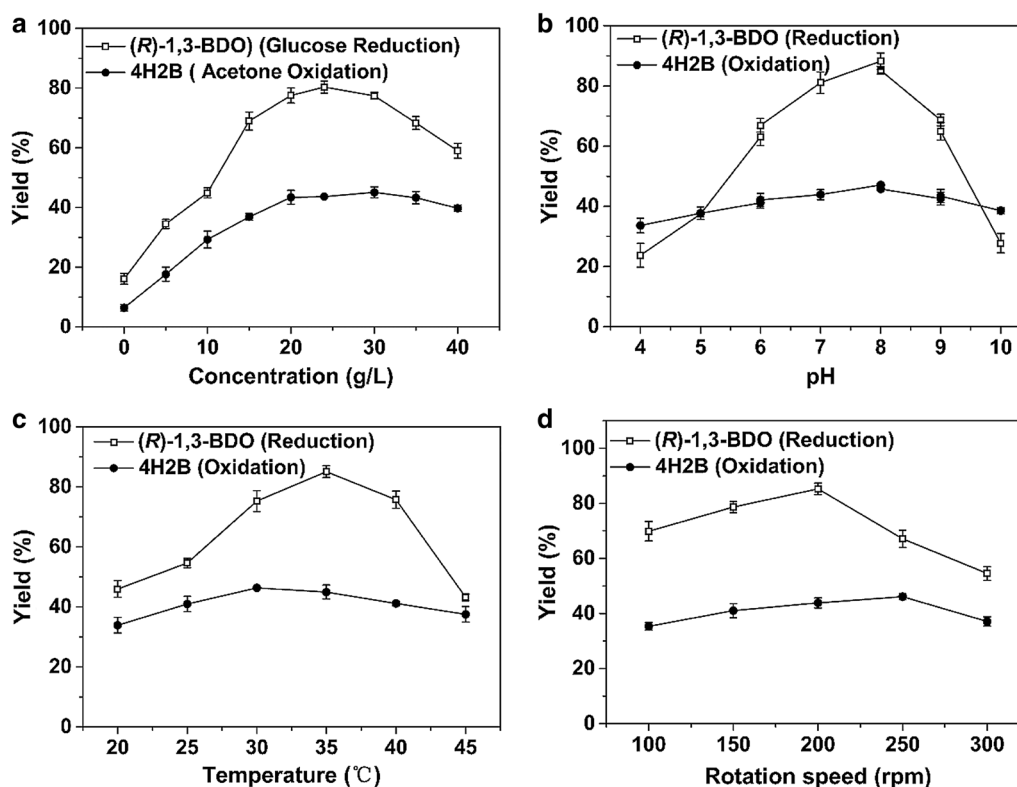 a
100
80
60
40
20
0
Yield (%)
(R)-1,3-BDO) (Glucose Reduction)
4H2B ( Acetone Oxidation)
0 10 20 30 40
Concentration (g/L)
b
100
80
60
40
20
0
Yield (%)
(R)-1,3-BDO (Reduction)
4H2B (Oxidation)
4 5 6 7 8 9 10
pH
c
100
80
60
40
20
0
Yield (%)
(R)-1,3-BDO (Reduction)
4H2B (Oxidation)
20 25 30 35 40 45
Temperature (℃)
d
100
80
60
40
20
0
Yield (%)
(R)-1,3-BDO (Reduction)
4H2B (Oxidation)
100 150 200 250 300
Rotation speed (rpm)